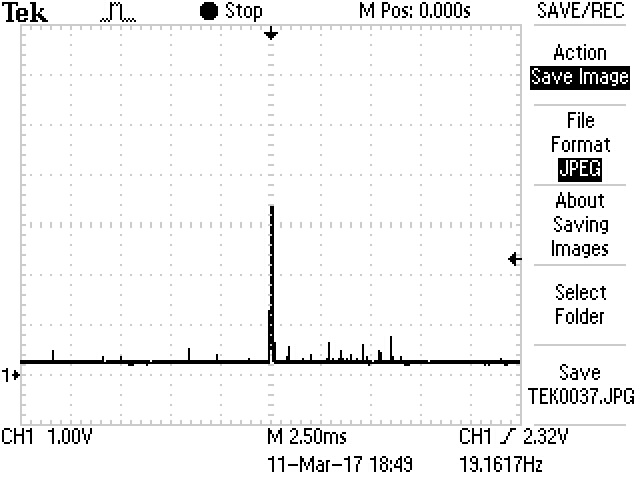 Tek Stop M Pos: 0.000s SAVE/REC
Action
Save Image
File
Format
JPEG
About
Saving
Images
Select
Folder
1
Save
TEK0037.JPG
CH1 1.00V M 2.50ms CH1 2.32V
11-Mar-17 18:49 19.1617Hz